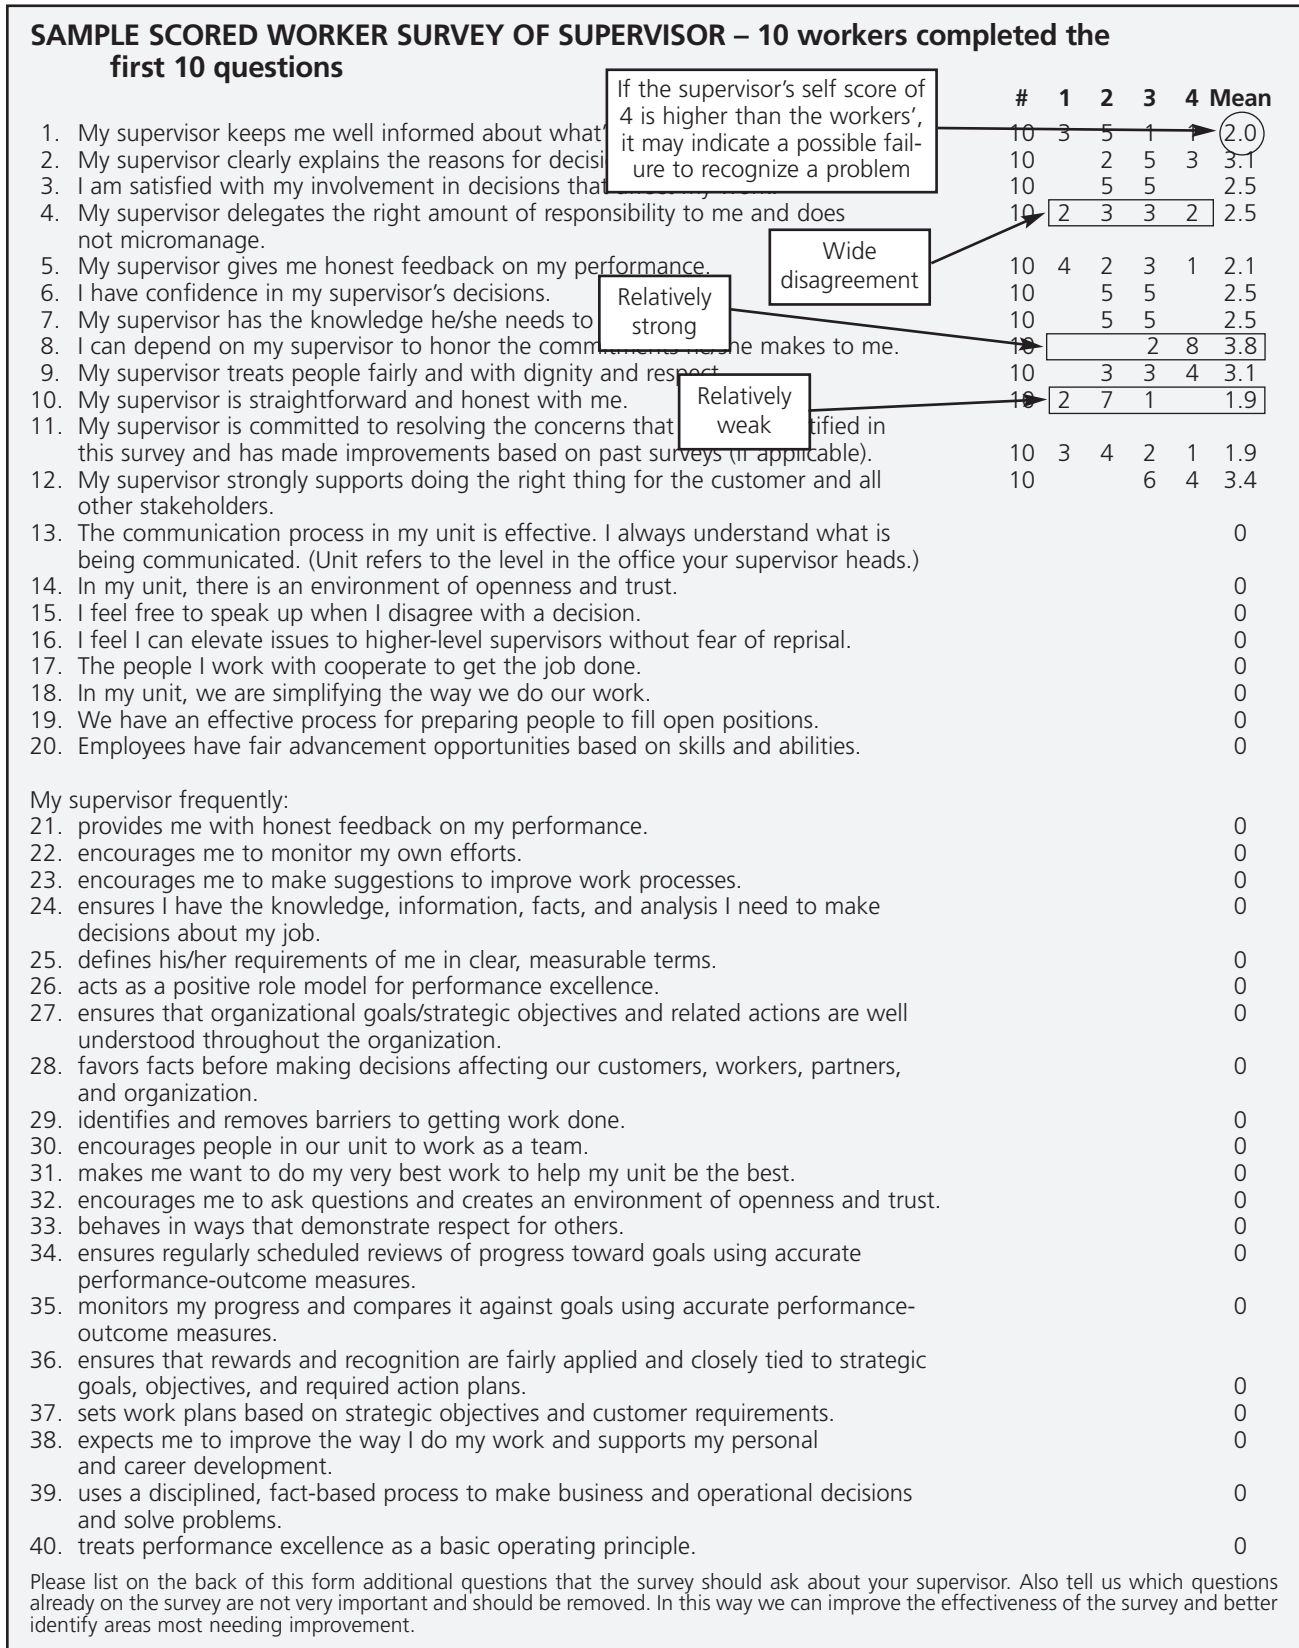 SAMPLE SCORED WORKER SURVEY OF SUPERVISOR – 10 workers completed the
first 10 questions
If the supervisor's self score of
4 is higher than the workers',
it may indicate a possible fail-
ure to recognize a problem
# 1 2 3 4 Mean
1. My supervisor keeps me well informed about what' 10 3 5 1 1 2.0
2. My supervisor clearly explains the reasons for 10 2 5 3 3.1
3. I am satisfied with my involvement in decisions that affect my work. 10 5 5 2.5
4. My supervisor delegates the right amount of responsibility to me and does 10 2 3 3 2 2.5
not micromanage.
Wide
disagreement
5. My supervisor gives me honest feedback on my performance. 10 4 2 3 1 2.1
6. I have confidence in my supervisor's decisions. 10 5 5 2.5
Relatively
strong
7. My supervisor has the knowledge he/she needs to 10 5 5 2.5
8. I can depend on my supervisor to honor the commitments he/she makes to me. 10 2 8 3.8
9. My supervisor treats people fairly and with dignity and respect. 10 3 3 4 3.1
Relatively
weak
10. My supervisor is straightforward and honest with me. 10 2 7 1 1.9
11. My supervisor is committed to resolving the concerns that tified in
this survey and has made improvements based on past surveys (if applicable). 10 3 4 2 1 1.9
12. My supervisor strongly supports doing the right thing for the customer and all 10 6 4 3.4
other stakeholders.
13. The communication process in my unit is effective. I always understand what is 0
being communicated. (Unit refers to the level in the office your supervisor heads.)
14. In my unit, there is an environment of openness and trust. 0
15. I feel free to speak up when I disagree with a decision. 0
16. I feel I can elevate issues to higher-level supervisors without fear of reprisal. 0
17. The people I work with cooperate to get the job done. 0
18. In my unit, we are simplifying the way we do our work. 0
19. We have an effective process for preparing people to fill open positions. 0
20. Employees have fair advancement opportunities based on skills and abilities. 0
My supervisor frequently:
21. provides me with honest feedback on my performance. 0
22. encourages me to monitor my own efforts. 0
23. encourages me to make suggestions to improve work processes. 0
24. ensures I have the knowledge, information, facts, and analysis I need to make 0
decisions about my job.
25. defines his/her requirements of me in clear, measurable terms. 0
26. acts as a positive role model for performance excellence. 0
27. ensures that organizational goals/strategic objectives and related actions are well 0
understood throughout the organization.
28. favors facts before making decisions affecting our customers, workers, partners, 0
and organization.
29. identifies and removes barriers to getting work done. 0
30. encourages people in our unit to work as a team. 0
31. makes me want to do my very best work to help my unit be the best. 0
32. encourages me to ask questions and creates an environment of openness and trust. 0
33. behaves in ways that demonstrate respect for others. 0
34. ensures regularly scheduled reviews of progress toward goals using accurate 0
performance-outcome measures.
35. monitors my progress and compares it against goals using accurate performance- 0
outcome measures.
36. ensures that rewards and recognition are fairly applied and closely tied to strategic
goals, objectives, and required action plans. 0
37. sets work plans based on strategic objectives and customer requirements. 0
38. expects me to improve the way I do my work and supports my personal 0
and career development.
39. uses a disciplined, fact-based process to make business and operational decisions 0
and solve problems.
40. treats performance excellence as a basic operating principle. 0
Please list on the back of this form additional questions that the survey should ask about your supervisor. Also tell us which questions
already on the survey are not very important and should be removed. In this way we can improve the effectiveness of the survey and better
identify areas most needing improvement.